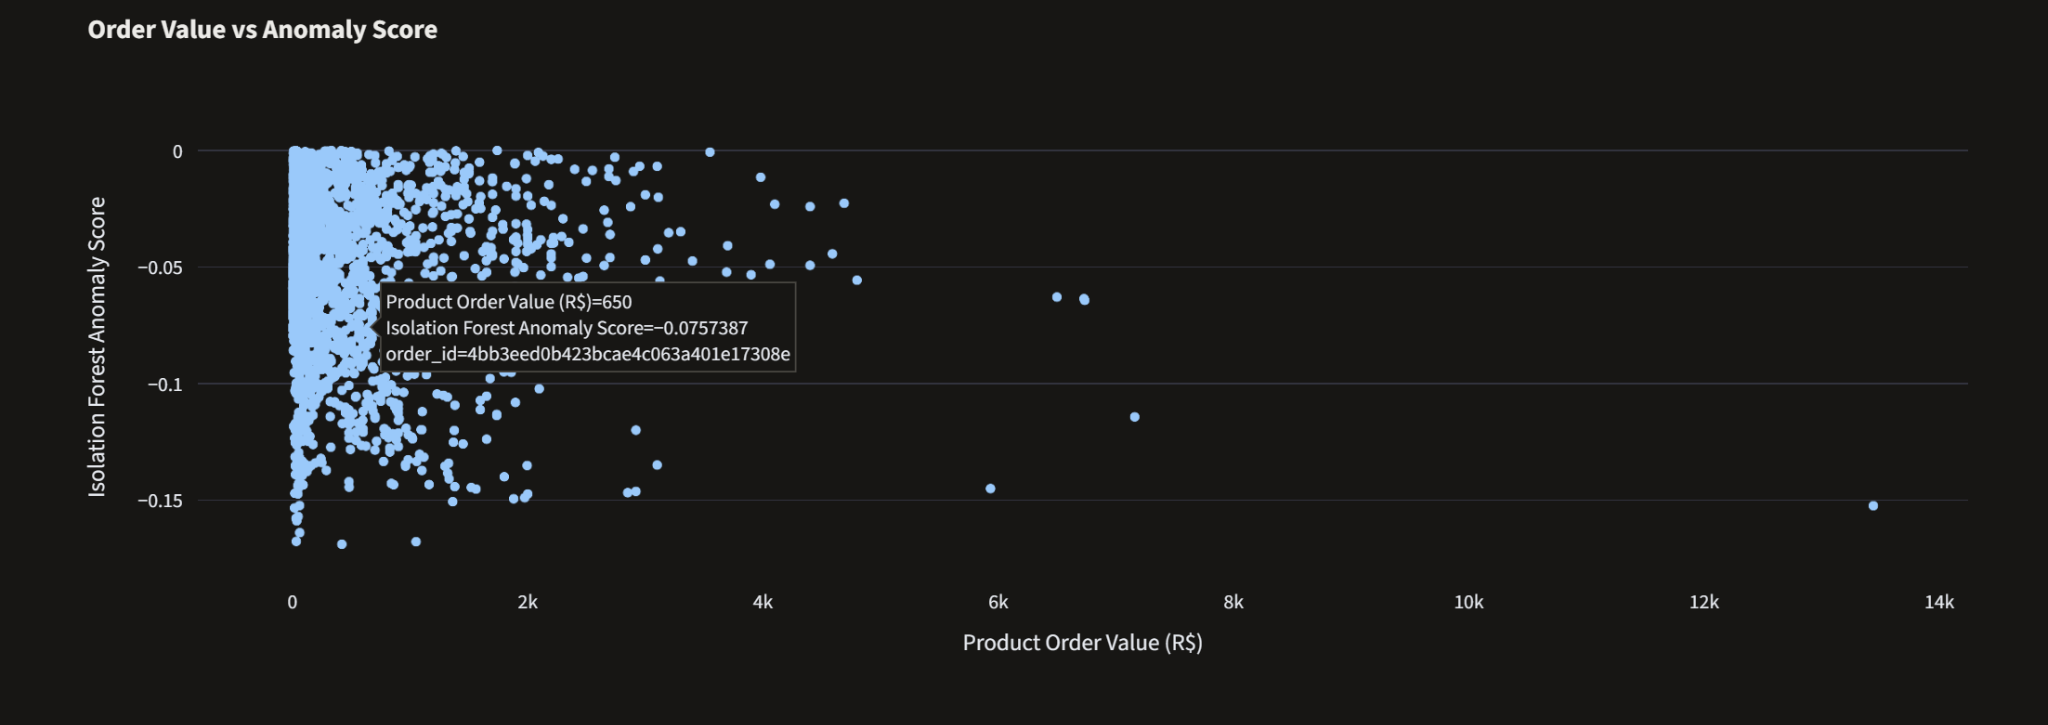 Order Value vs Anomaly Score
0
−0.05
−0.1
−0.15
Isolation Forest Anomaly Score
Product Order Value (R$)=650
Isolation Forest Anomaly Score=−0.0757387
order_id=4bb3eed0b423bcae4c063a401e17308e
0 2k 4k 6k 8k 10k 12k 14k
Product Order Value (R$)